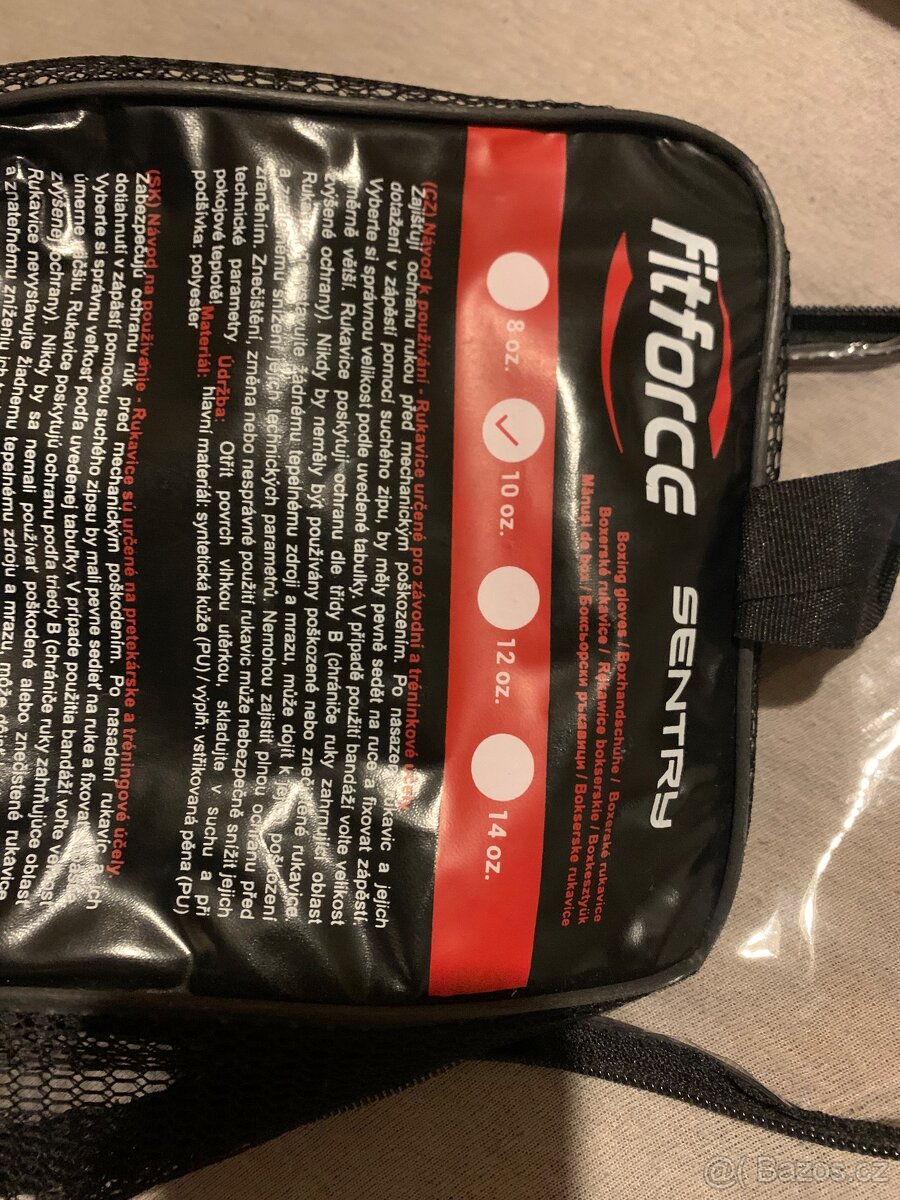 fitforce SENTRY
Boxing gloves / Boxhandschuhe / Boxerské rukavice
Boxerské rukavice / Rękawice bokserskie / Boxkesztyűk
Mănuși de box / Боксьорски ръкавици / Bokserske rukavice
8 oz. 10 oz. 12 oz. 14 oz.
(CZ) Návod k používání - Rukavice určené pro závodní a tréninkové účely
Zajišťují ochranu rukou před mechanickým poškozením. Po nasazení rukavic a jejich
dotažení v zápěstí pomocí suchého zipu, by měly pevně sedět na ruce a fixovat zápěstí.
Vyberte si správnou velikost podle uvedené tabulky. V případě použití bandáží volte velikost
úměrně větší. Rukavice poskytují ochranu dle třídy B (chrániče ruky zahrnující oblast
zvýšené ochrany). Nikdy by neměly být používány poškozené nebo znečištěné rukavice.
Rukavice nevystavujte žádnému tepelnému zdroji a mrazu, může dojít k jejich poškození
a značnému snížení jejich technických parametrů. Nemohou zajistit plnou ochranu před
zraněním. Znečištění, změna nebo nesprávné použití rukavic může nebezpečně snížit jejich
technické parametry. Údržba: Otřít povrch vlhkou utěrkou, skladujte v suchu a při
pokojové teplotě. Materiál: hlavní materiál: syntetická kůže (PU) / výplň: vstřikovaná pěna (PU)
podšívka: polyester
(SK) Návod na používanie - Rukavice sú určené na pretekárske a tréningové účely
Zabezpečujú ochranu rúk pred mechanickým poškodením. Po nasadení rukavíc a ich
dotiahnutí v zápästí pomocou suchého zipsu by mali pevne sedieť na ruke a fixovať zápästie.
Vyberte si správnu veľkosť podľa uvedenej tabuľky. V prípade použitia bandáží voľte veľkosť
úmerne väčšiu. Rukavice poskytujú ochranu podľa triedy B (chrániče ruky zahŕňujúce oblasť
zvýšenej ochrany). Nikdy by sa nemali používať poškodené alebo znečistené rukavice.
Rukavice nevystavujte žiadnemu tepelnému zdroju a mrazu, môže
a znateľnému zníženiu ich
@( Bazos.cz